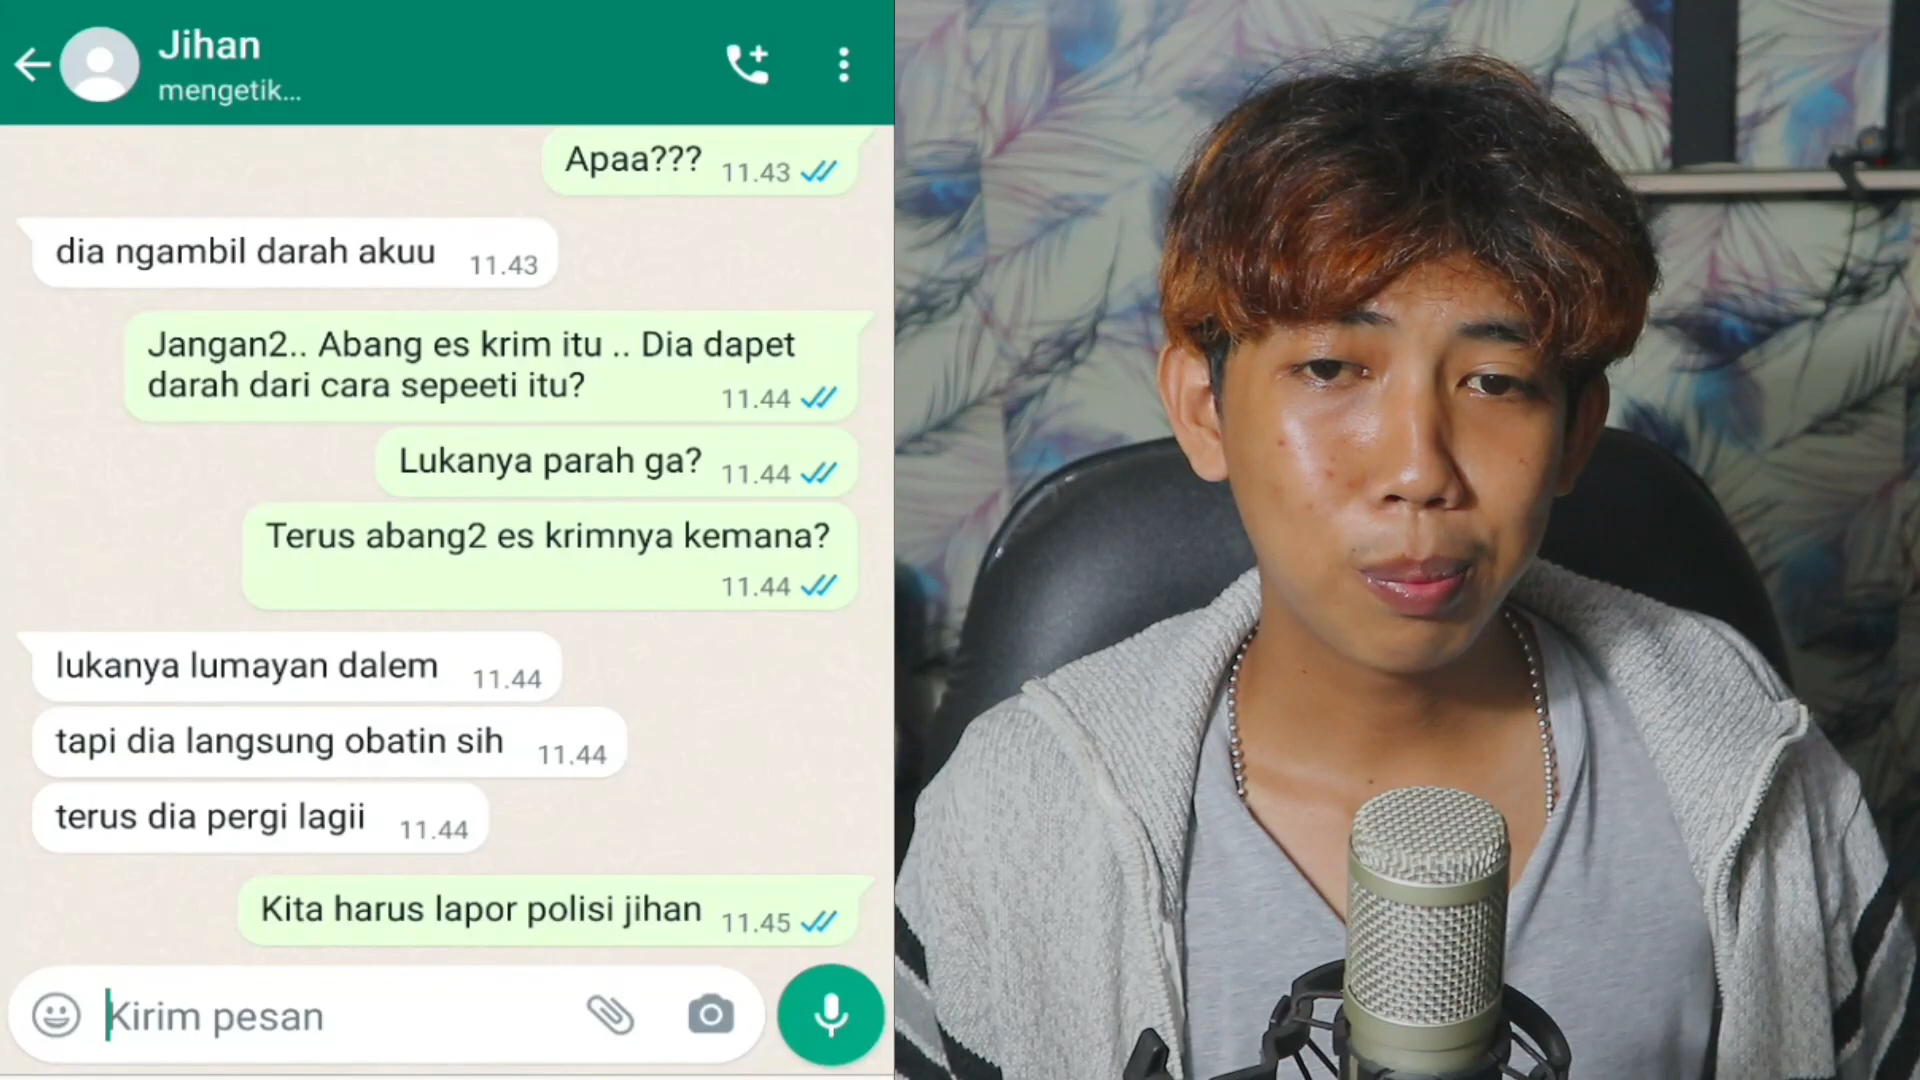 Jihan
mengetik...
Apaa??? 11.43
dia ngambil darah akuu 11.43
Jangan2.. Abang es krim itu .. Dia dapet
darah dari cara sepeeti itu? 11.44
Lukanya parah ga? 11.44
Terus abang2 es krimnya kemana?
11.44
lukanya lumayan dalem 11.44
tapi dia langsung obatin sih 11.44
terus dia pergi lagii 11.44
Kita harus lapor polisi jihan 11.45
Kirim pesan